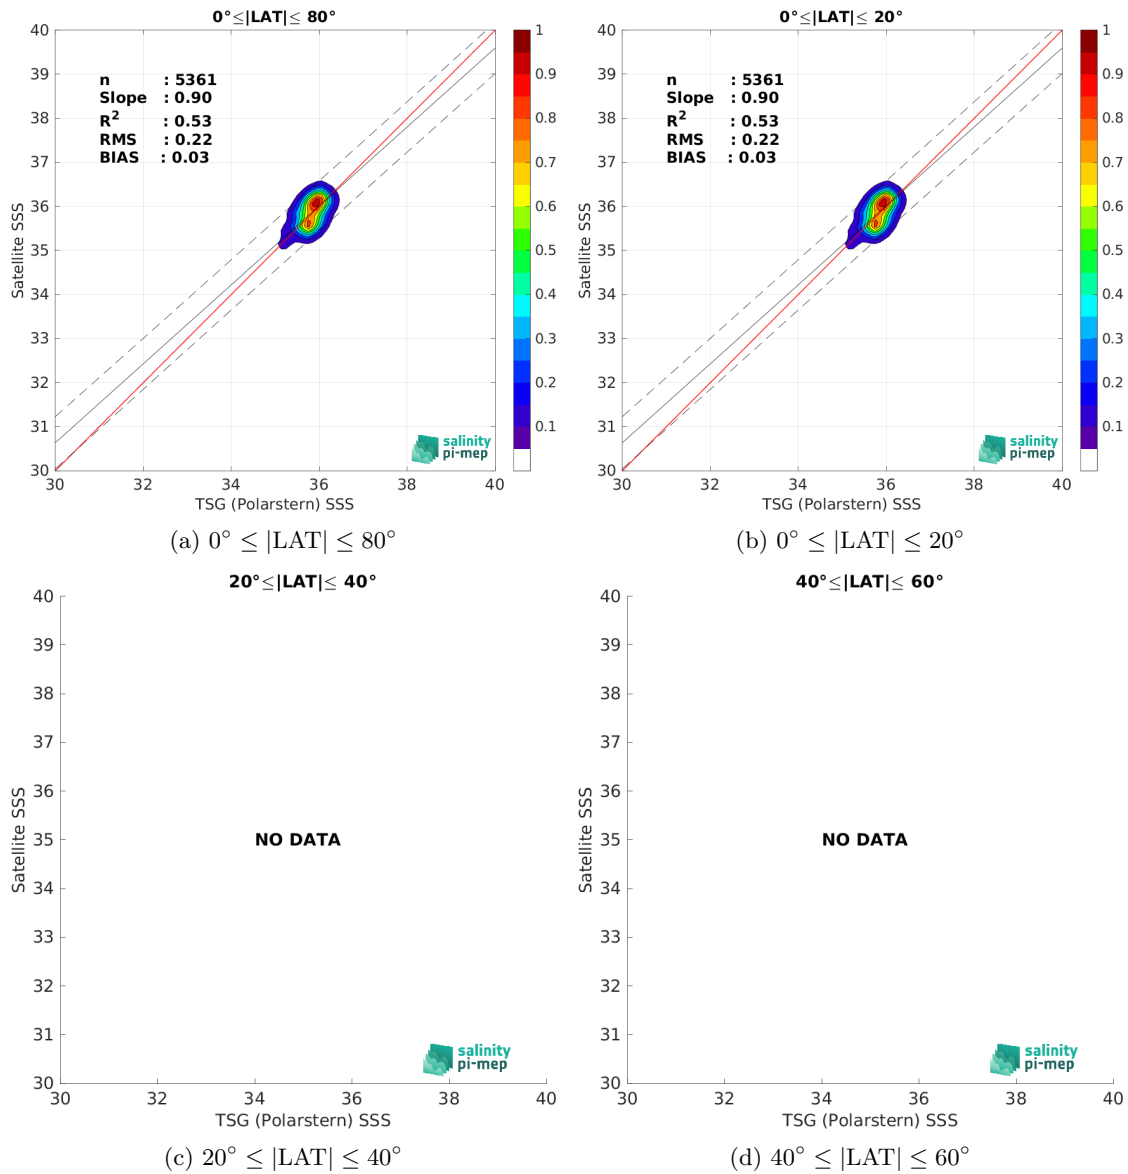 0°≤|LAT|≤ 80°
40
39
38
37
36
35
34
33
32
31
30
Satellite SSS
n : 5361
Slope : 0.90
R² : 0.53
RMS : 0.22
BIAS : 0.03
salinity
pi-mep
30 32 34 36 38 40
TSG (Polarstern) SSS
1
0.9
0.8
0.7
0.6
0.5
0.4
0.3
0.2
0.1
(a) 0° ≤ |LAT| ≤ 80°
0°≤|LAT|≤ 20°
40
39
38
37
36
35
34
33
32
31
30
Satellite SSS
n : 5361
Slope : 0.90
R² : 0.53
RMS : 0.22
BIAS : 0.03
salinity
pi-mep
30 32 34 36 38 40
TSG (Polarstern) SSS
1
0.9
0.8
0.7
0.6
0.5
0.4
0.3
0.2
0.1
(b) 0° ≤ |LAT| ≤ 20°
20°≤|LAT|≤ 40°
40
39
38
37
36
35
34
33
32
31
30
Satellite SSS
NO DATA
salinity
pi-mep
30 32 34 36 38 40
TSG (Polarstern) SSS
(c) 20° ≤ |LAT| ≤ 40°
40°≤|LAT|≤ 60°
40
39
38
37
36
35
34
33
32
31
30
Satellite SSS
NO DATA
salinity
pi-mep
30 32 34 36 38 40
TSG (Polarstern) SSS
(d) 40° ≤ |LAT| ≤ 60°